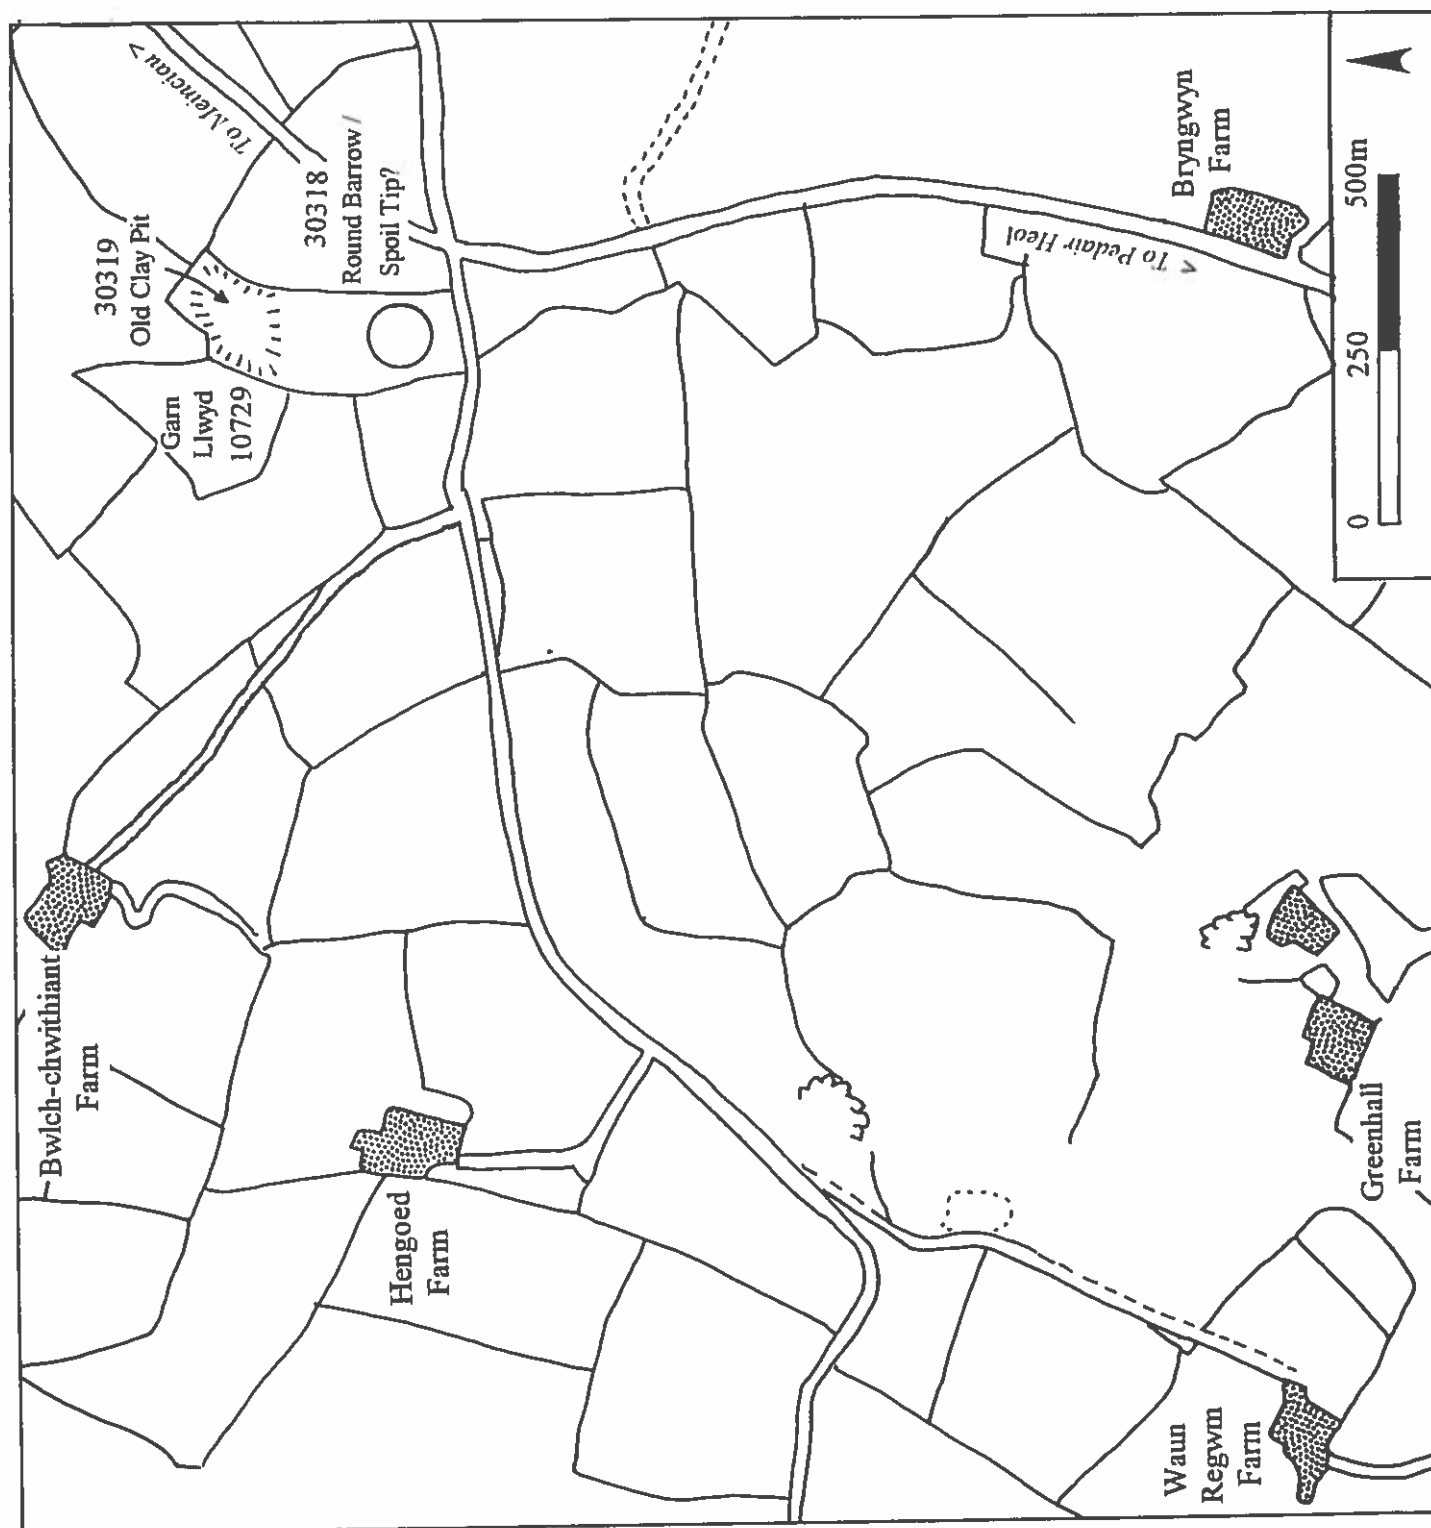 Bwlch-chwithiant
Farm
Hengoed
Farm
Waun
Regwm
Farm
Greenhall
Farm
Garn
Llwyd
10729
30319
Old Clay Pit
30318
Round Barrow /
Spoil Tip?
To Meinciau >
To Pedair Heol
>
Bryngwyn
Farm
0 250 500m